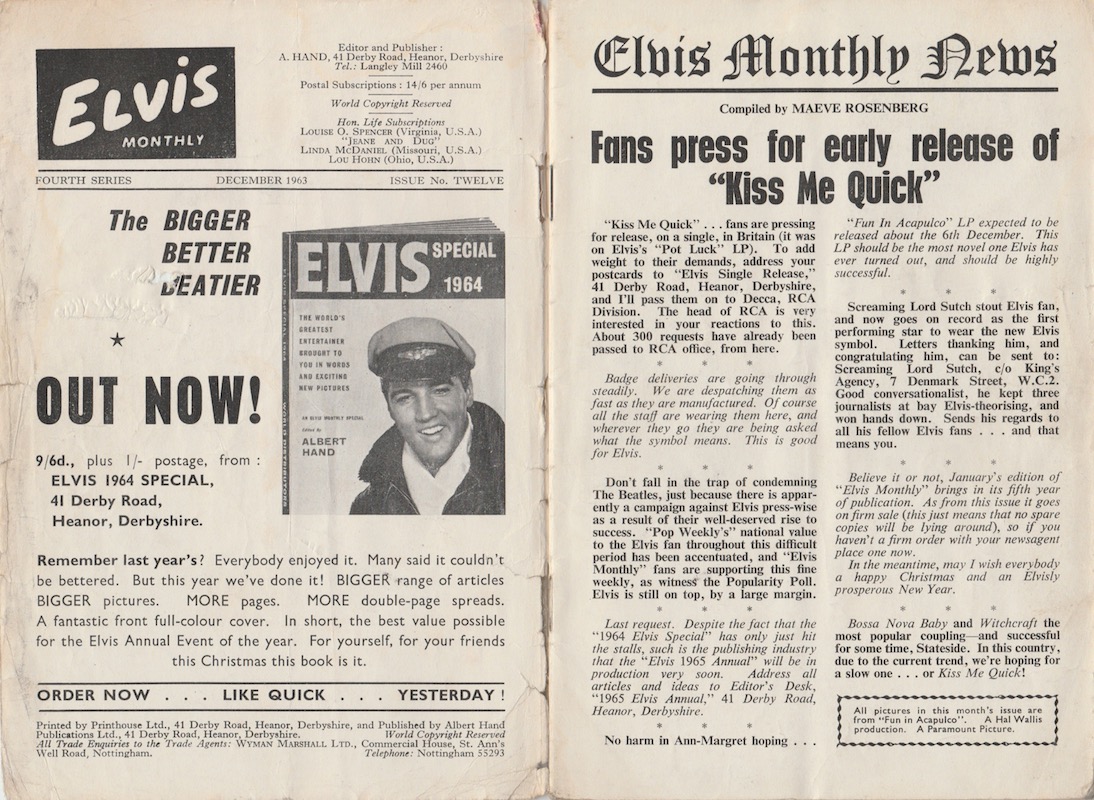 ELVIS
MONTHLY
Editor and Publisher :
A. HAND, 41 Derby Road, Heanor, Derbyshire
Tel.: Langley Mill 2460
Postal Subscriptions : 14/6 per annum
World Copyright Reserved
Hon. Life Subscriptions
LOUISE O. SPENCER (Virginia, U.S.A.)
"JEANE AND DUG"
LINDA MCDANIEL (Missouri, U.S.A.)
LOU HOHN (Ohio, U.S.A.)
FOURTH SERIES DECEMBER 1963 ISSUE No. TWELVE
The BIGGER
BETTER
BEATIER
OUT NOW!
9/6d., plus 1/- postage, from :
ELVIS 1964 SPECIAL,
41 Derby Road,
Heanor, Derbyshire.
ELVIS SPECIAL
1964
THE WORLD'S
GREATEST
ENTERTAINER
BROUGHT TO
YOU IN WORDS
AND EXCITING
NEW PICTURES
AN ELVIS MONTHLY SPECIAL
Edited by
ALBERT
HAND
Remember last year's? Everybody enjoyed it. Many said it couldn't
be bettered. But this year we've done it! BIGGER range of articles
BIGGER pictures. MORE pages. MORE double-page spreads.
A fantastic front full-colour cover. In short, the best value possible
for the Elvis Annual Event of the year. For yourself, for your friends
this Christmas this book is it.
ORDER NOW . . . LIKE QUICK . . . YESTERDAY !
Printed by Printhouse Ltd., 41 Derby Road, Heanor, Derbyshire, and Published by Albert Hand
Publications Ltd., 41 Derby Road, Heanor, Derbyshire. World Copyright Reserved
All Trade Enquiries to the Trade Agents: WYMAN MARSHALL LTD., Commercial House, St. Ann's
Well Road, Nottingham. Telephone: Nottingham 55293
Elvis Monthly News
Compiled by MAEVE ROSENBERG
Fans press for early release of
"Kiss Me Quick"
"Kiss Me Quick" . . . fans are pressing
for release, on a single, in Britain (it was
on Elvis's "Pot Luck" LP). To add
weight to their demands, address your
postcards to "Elvis Single Release,"
41 Derby Road, Heanor, Derbyshire,
and I'll pass them on to Decca, RCA
Division. The head of RCA is very
interested in your reactions to this.
About 300 requests have already been
passed to RCA office, from here.
* * *
Badge deliveries are going through
steadily. We are despatching them as
fast as they are manufactured. Of course
all the staff are wearing them here, and
wherever they go they are being asked
what the symbol means. This is good
for Elvis.
* * *
Don't fall in the trap of condemning
The Beatles, just because there is appar-
ently a campaign against Elvis press-wise
as a result of their well-deserved rise to
success. "Pop Weekly's" national value
to the Elvis fan throughout this difficult
period has been accentuated, and "Elvis
Monthly" fans are supporting this fine
weekly, as witness the Popularity Poll.
Elvis is still on top, by a large margin.
* * *
Last request. Despite the fact that the
"1964 Elvis Special" has only just hit
the stalls, such is the publishing industry
that the "Elvis 1965 Annual" will be in
production very soon. Address all
articles and ideas to Editor's Desk,
"1965 Elvis Annual," 41 Derby Road,
Heanor, Derbyshire.
* * *
No harm in Ann-Margret hoping . . .
"Fun In Acapulco" LP expected to be
released about the 6th December. This
LP should be the most novel one Elvis has
ever turned out, and should be highly
successful.
* * *
Screaming Lord Sutch stout Elvis fan,
and now goes on record as the first
performing star to wear the new Elvis
symbol. Letters thanking him, and
congratulating him, can be sent to:
Screaming Lord Sutch, c/o King's
Agency, 7 Denmark Street, W.C.2.
Good conversationalist, he kept three
journalists at bay Elvis-theorising, and
won hands down. Sends his regards to
all his fellow Elvis fans . . . and that
means you.
* * *
Believe it or not, January's edition of
"Elvis Monthly" brings in its fifth year
of publication. As from this issue it goes
on firm sale (this just means that no spare
copies will be lying around), so if you
haven't a firm order with your newsagent
place one now.
In the meantime, may I wish everybody
a happy Christmas and an Elvisly
prosperous New Year.
* * *
Bossa Nova Baby and Witchcraft the
most popular coupling—and successful
for some time, Stateside. In this country,
due to the current trend, we're hoping for
a slow one . . . or Kiss Me Quick!
All pictures in this month's issue are
from "Fun in Acapulco". A Hal Wallis
production. A Paramount Picture.